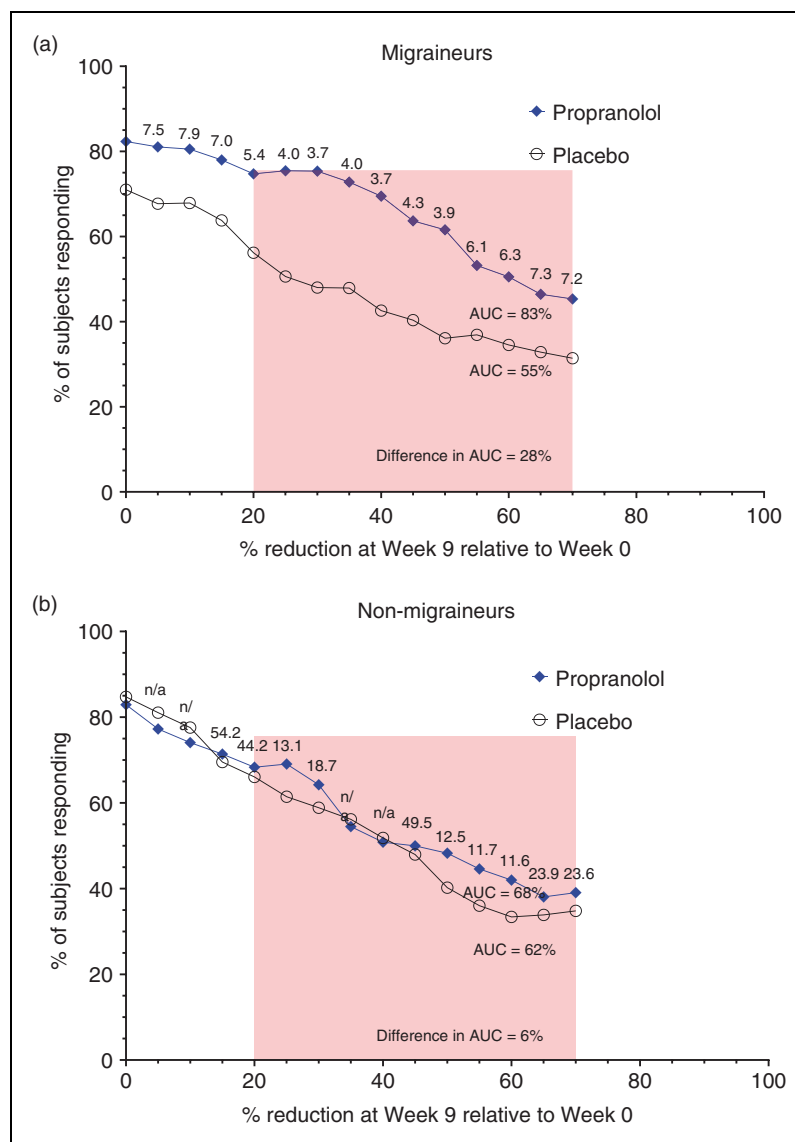 (a)
Migraineurs
100
80
60
40
20
0
% of subjects responding
Propranolol
Placebo
7.5 7.9 7.0 5.4 4.0 3.7 4.0 3.7 4.3 3.9 6.1 6.3 7.3 7.2
AUC = 83%
AUC = 55%
Difference in AUC = 28%
0 20 40 60 80 100
% reduction at Week 9 relative to Week 0
(b)
Non-migraineurs
100
80
60
40
20
0
% of subjects responding
Propranolol
Placebo
n/a n/
a 54.2 44.2 13.1 18.7 n/
a n/a 49.5 12.5 11.7 11.6 23.9 23.6
AUC = 68%
AUC = 62%
Difference in AUC = 6%
0 20 40 60 80 100
% reduction at Week 9 relative to Week 0